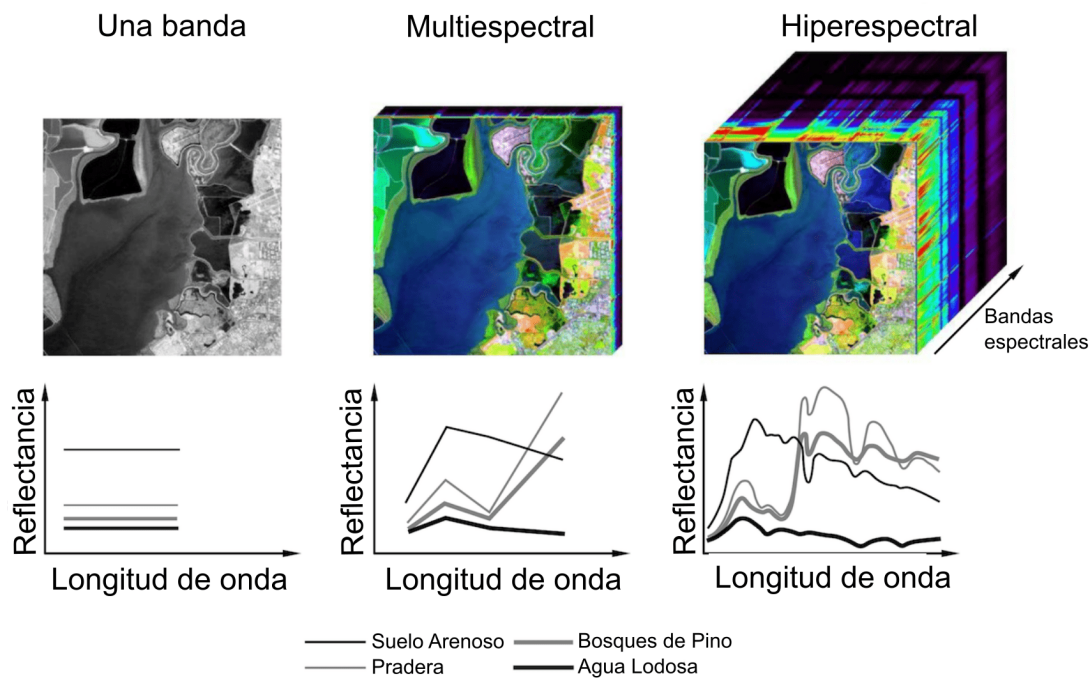 Una banda
Multiespectral
Hiperespectral
Bandas
espectrales
Reflectancia
Longitud de onda
Reflectancia
Longitud de onda
Reflectancia
Longitud de onda
Suelo Arenoso
Bosques de Pino
Pradera
Agua Lodosa